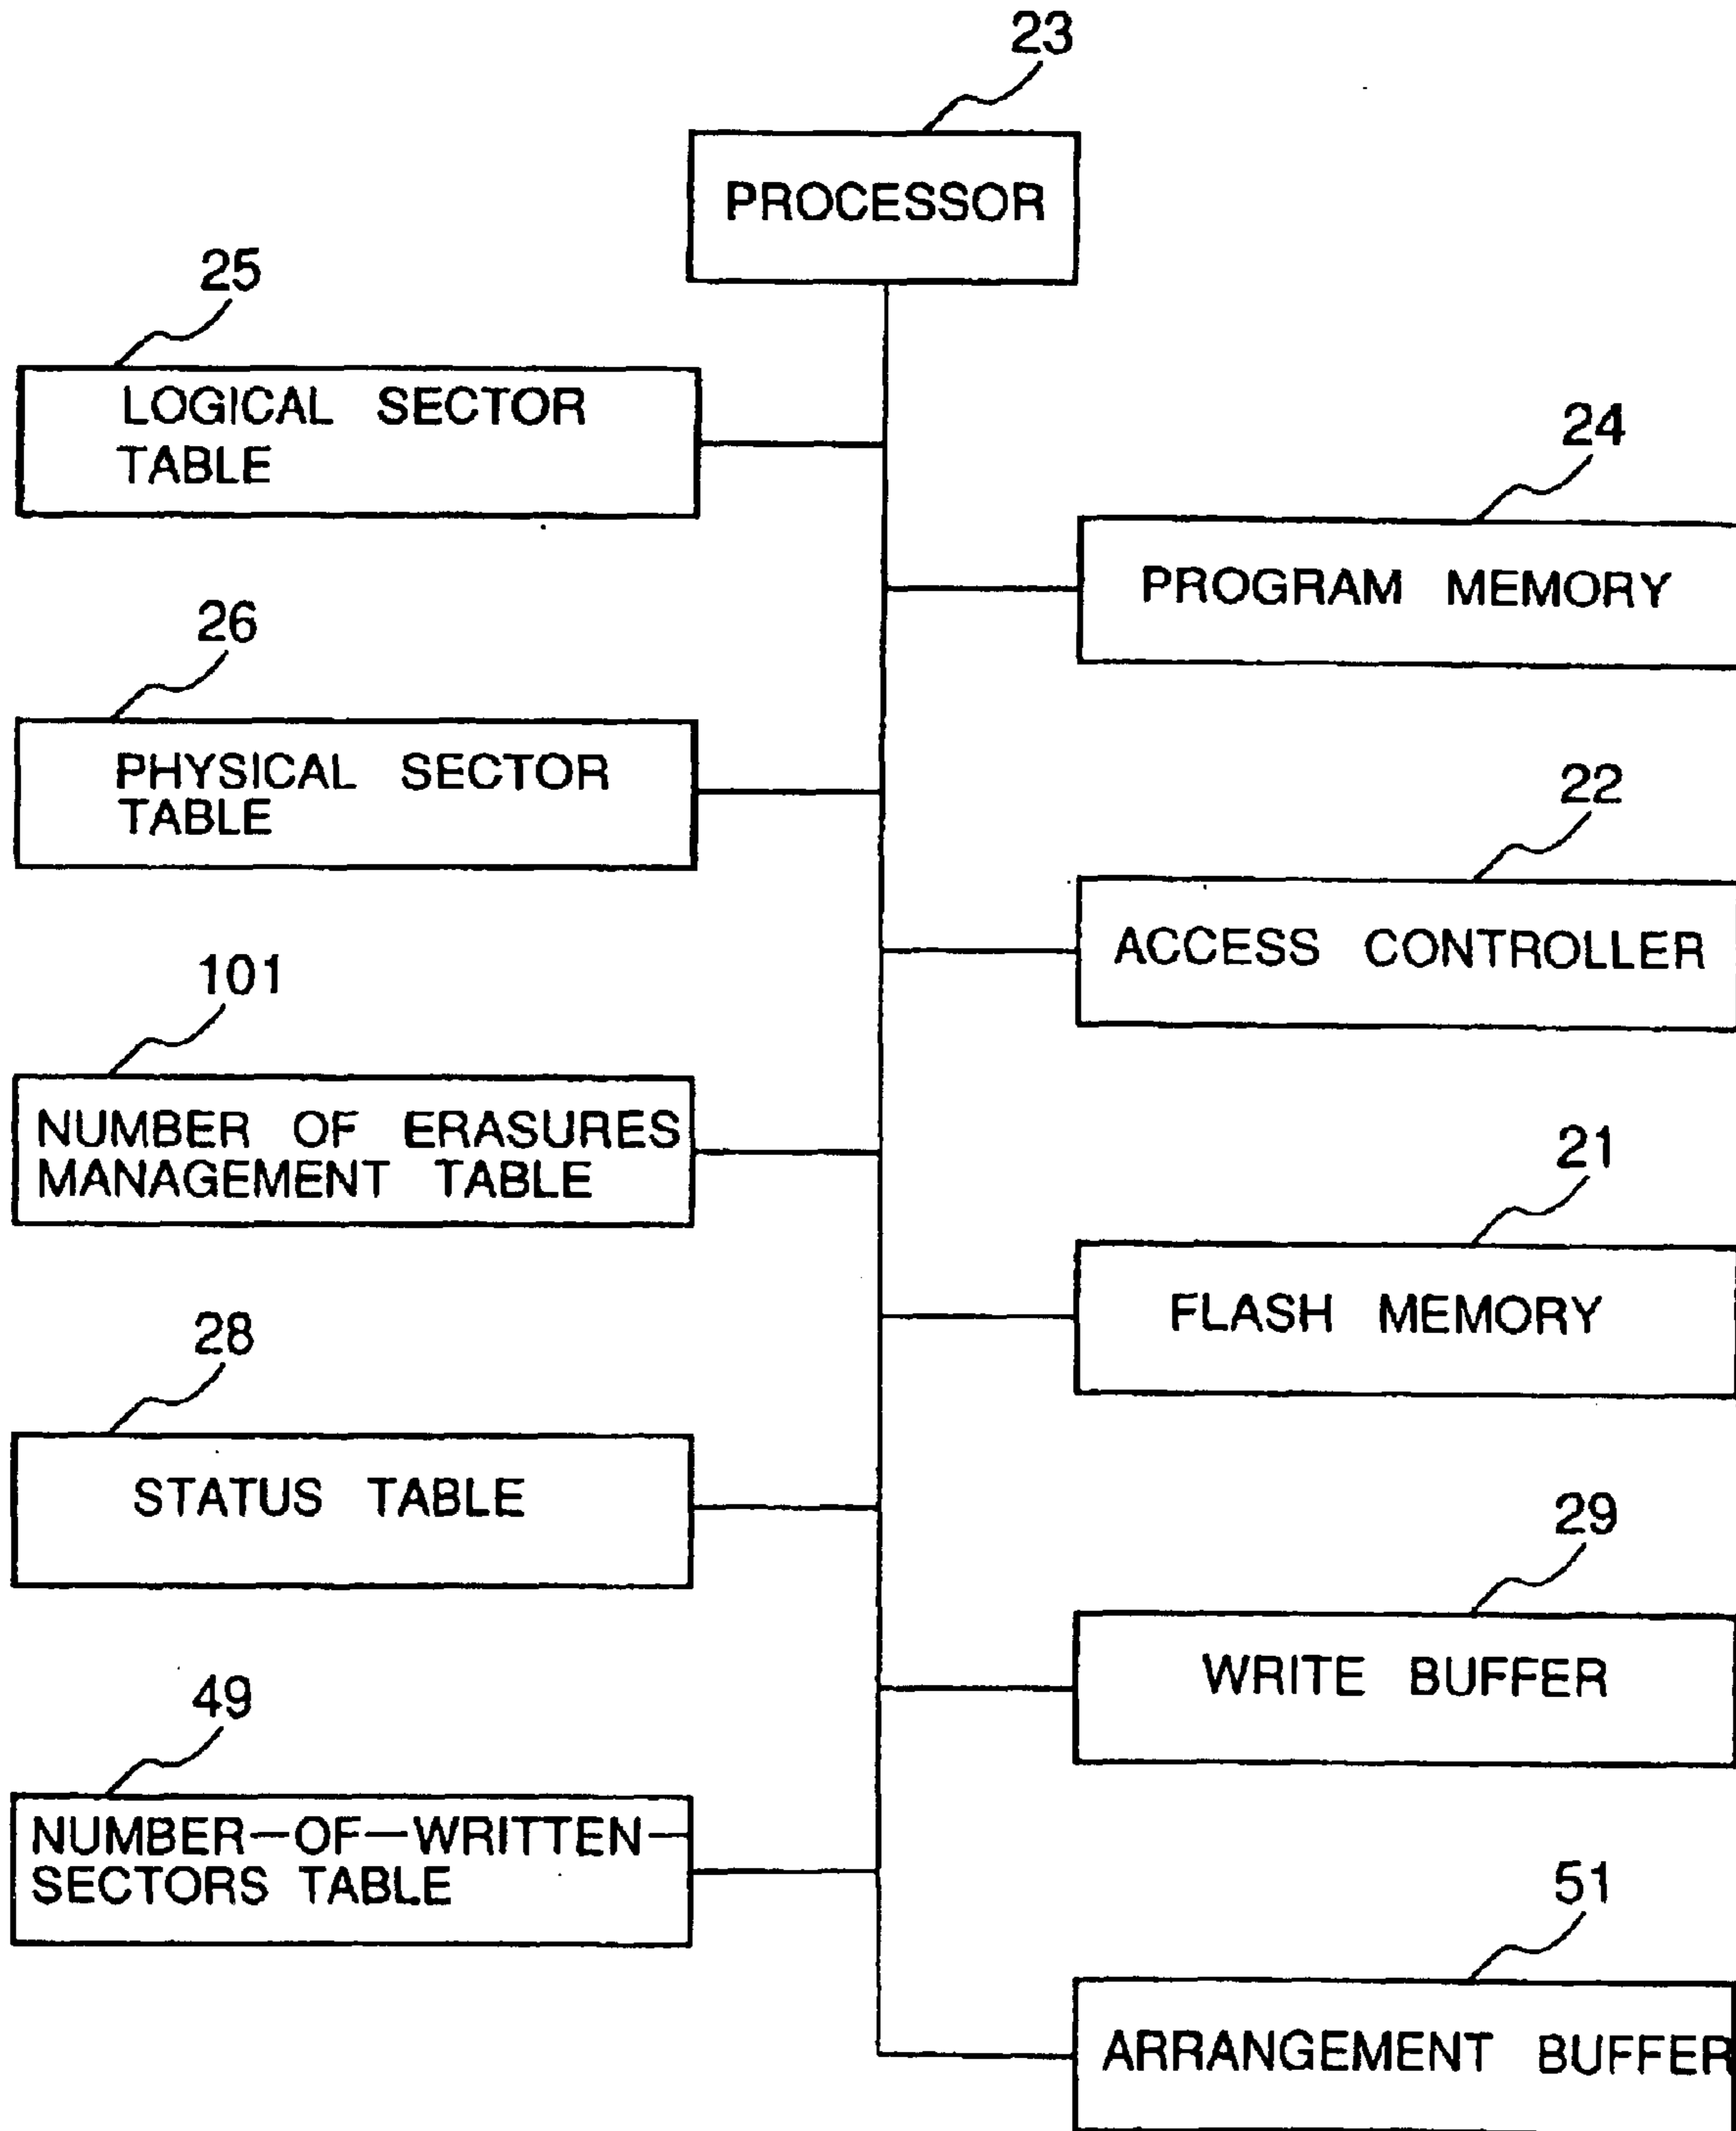 23
PROCESSOR
25
LOGICAL SECTOR
TABLE
24
PROGRAM MEMORY
26
PHYSICAL SECTOR
TABLE
22
ACCESS CONTROLLER
101
NUMBER OF ERASURES
MANAGEMENT TABLE
21
FLASH MEMORY
28
STATUS TABLE
29
WRITE BUFFER
49
NUMBER—OF—WRITTEN—
SECTORS TABLE
51
ARRANGEMENT BUFFER